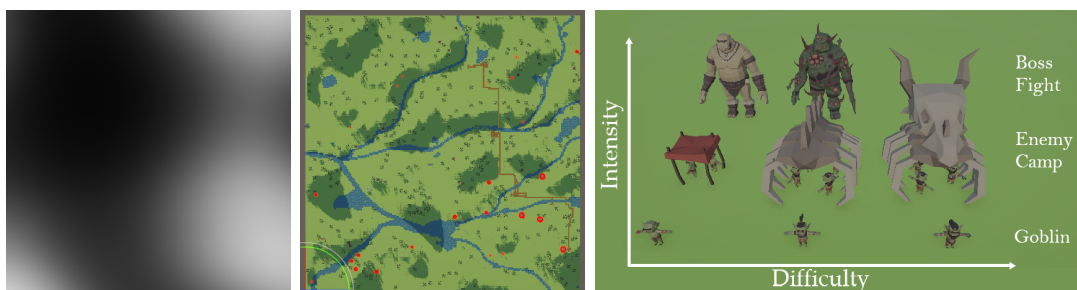 Intensity
Boss
Fight
Enemy
Camp
Goblin
Difficulty